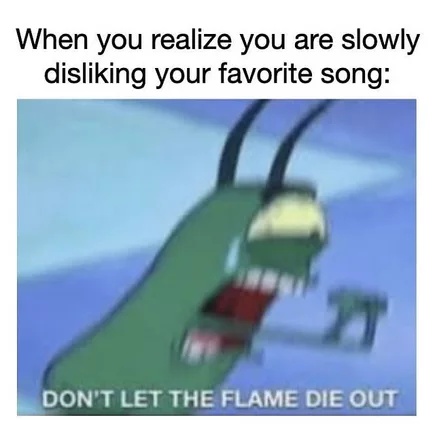 When you realize you are slowly
disliking your favorite song:
DON'T LET THE FLAME DIE OUT